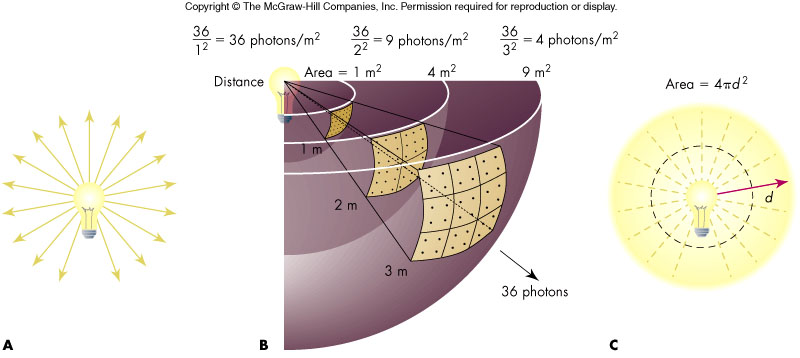 Copyright © The McGraw-Hill Companies, Inc. Permission required for reproduction or display.
36/1² = 36 photons/m²
36/2² = 9 photons/m²
36/3² = 4 photons/m²
Distance
Area = 1 m²
4 m²
9 m²
Area = 4πd²
1 m
2 m
3 m
36 photons
d
A
B
C